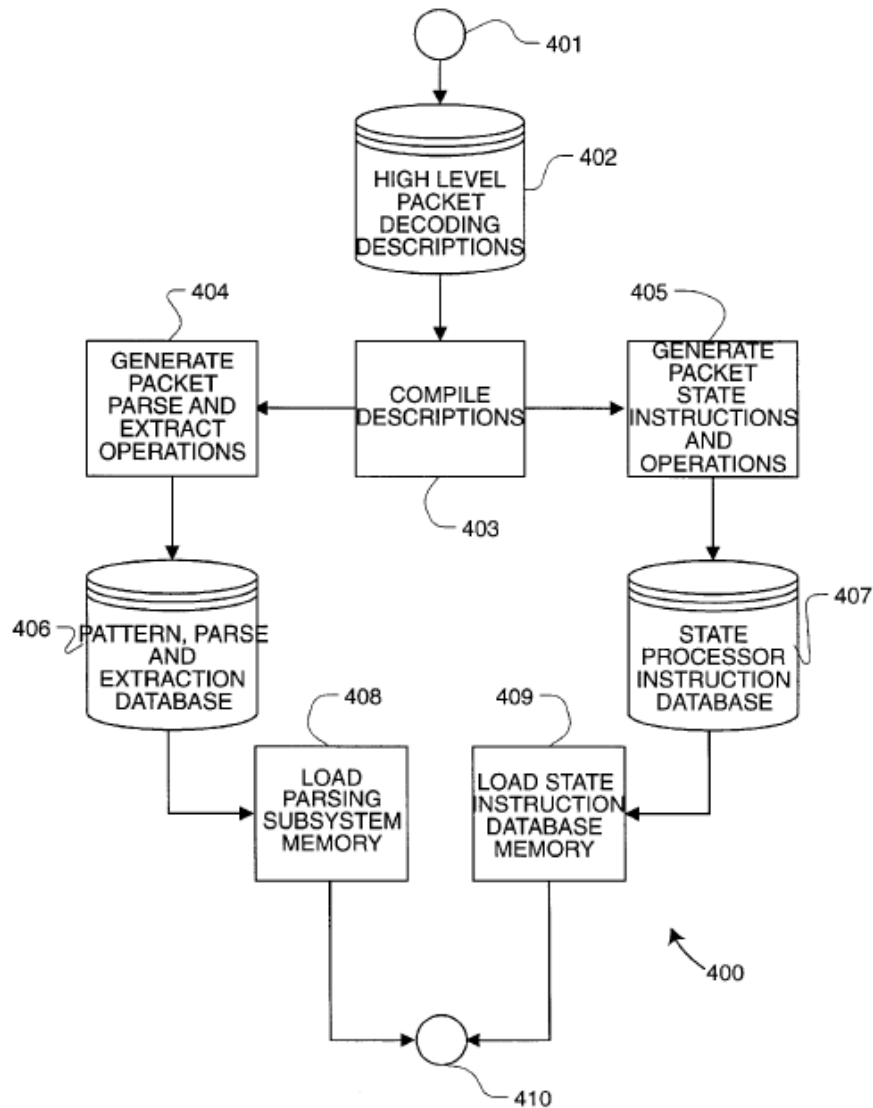 401
402
HIGH LEVEL
PACKET
DECODING
DESCRIPTIONS
404
405
GENERATE
PACKET
PARSE AND
EXTRACT
OPERATIONS
COMPILE
DESCRIPTIONS
GENERATE
PACKET
STATE
INSTRUCTIONS
AND
OPERATIONS
403
406
PATTERN, PARSE
AND
EXTRACTION
DATABASE
407
STATE
PROCESSOR
INSTRUCTION
DATABASE
408
409
LOAD
PARSING
SUBSYSTEM
MEMORY
LOAD STATE
INSTRUCTION
DATABASE
MEMORY
400
410